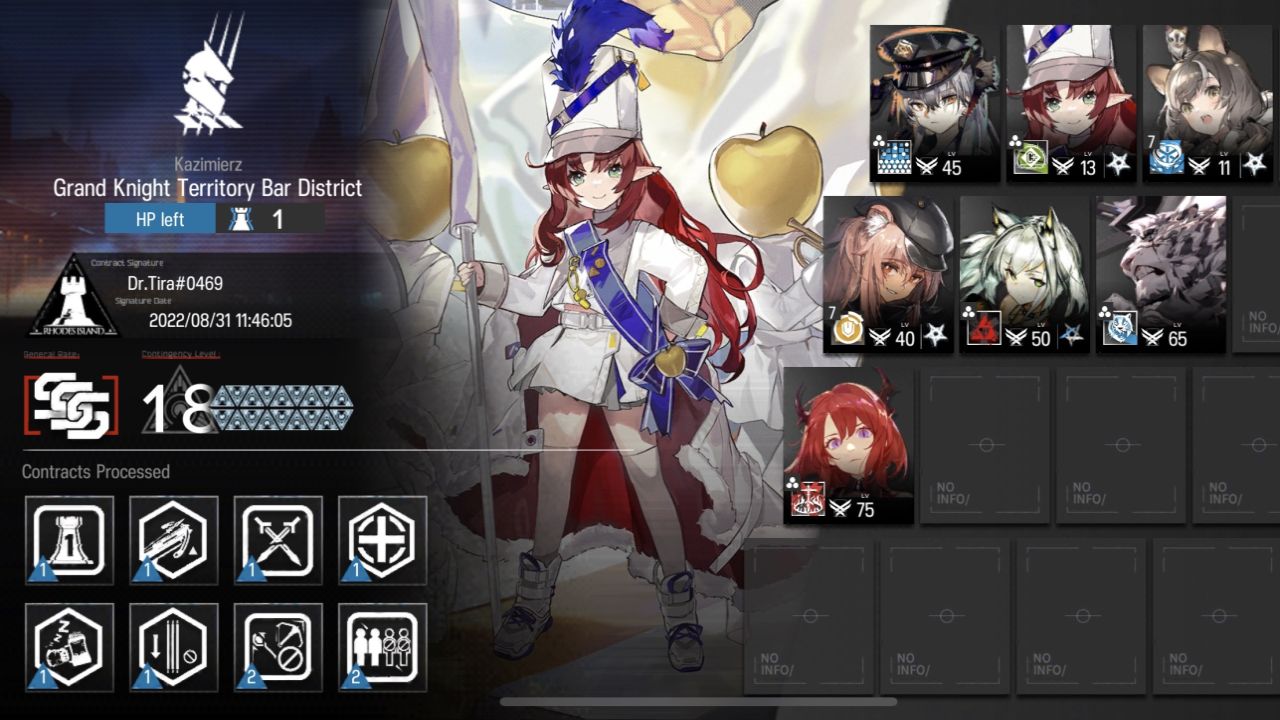 Kazimierz
Grand Knight Territory Bar District
HP left 1
Contract Signature
Dr.Tira#0469
Signature Date
2022/08/31 11:46:05
RHODES ISLAND
General Rate:
Contingency Level:
SSS
18
Contracts Processed
1
1 1 1 1
1 1 2 2
LV
45
LV
13
7
LV
11
7
LV
40
LV
50
LV
65
NO
INFO/
LV
75
NO
INFO/
NO
INFO/
NO
INFO/
NO
INFO/
NO
INFO/
NO
INFO/
NO
INFO/